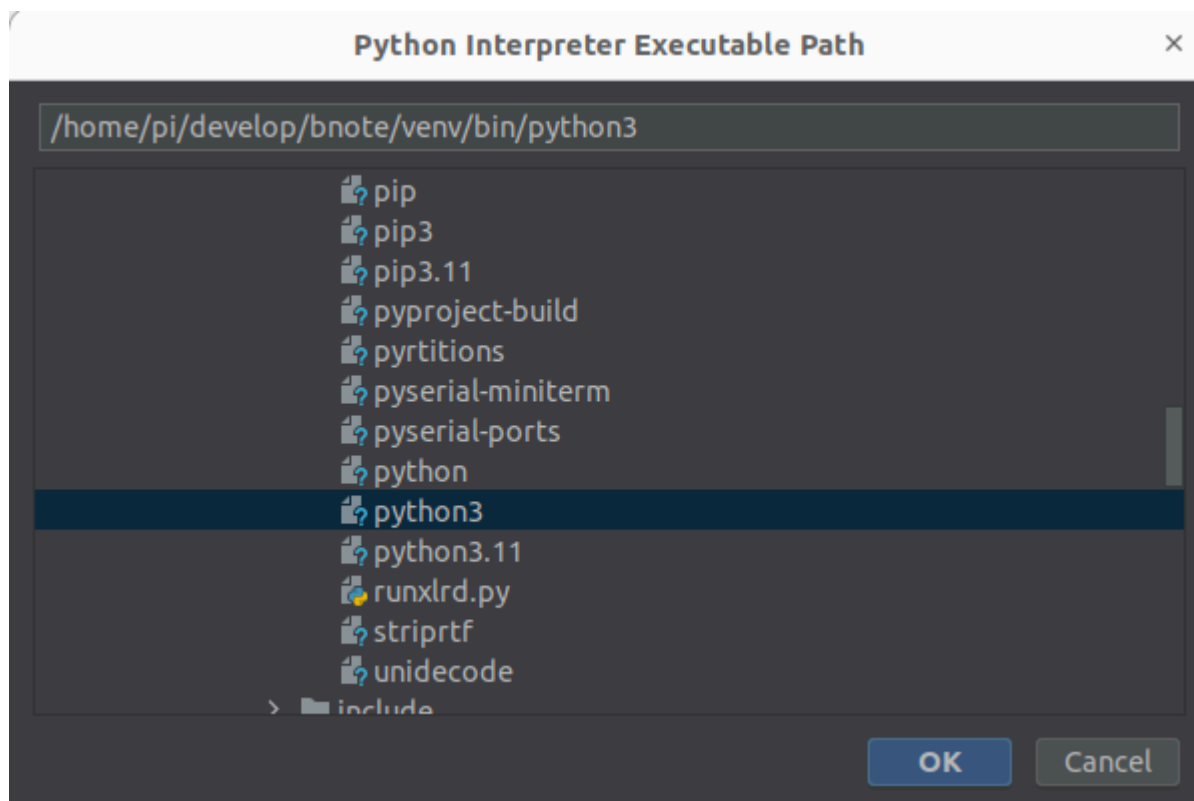 Python Interpreter Executable Path
/home/pi/develop/bnote/venv/bin/python3
pip
pip3
pip3.11
pyproject-build
pyrtitions
pyserial-miniterm
pyserial-ports
python
python3
python3.11
runxlrd.py
striprtf
unidecode
include
OK Cancel